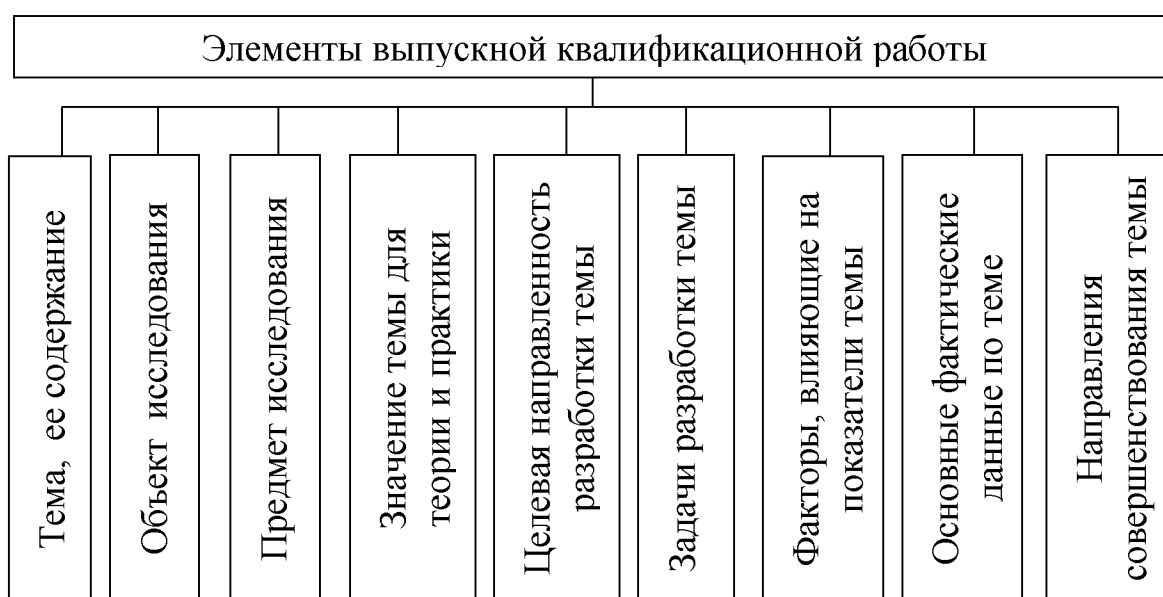 Элементы выпускной квалификационной работы
Тема, ее содержание
Объект исследования
Предмет исследования
Значение темы для
теории и практики
Целевая направленность
разработки темы
Задачи разработки темы
Факторы, влияющие на
показатели темы
Основные фактические
данные по теме
Направления
совершенствования темы